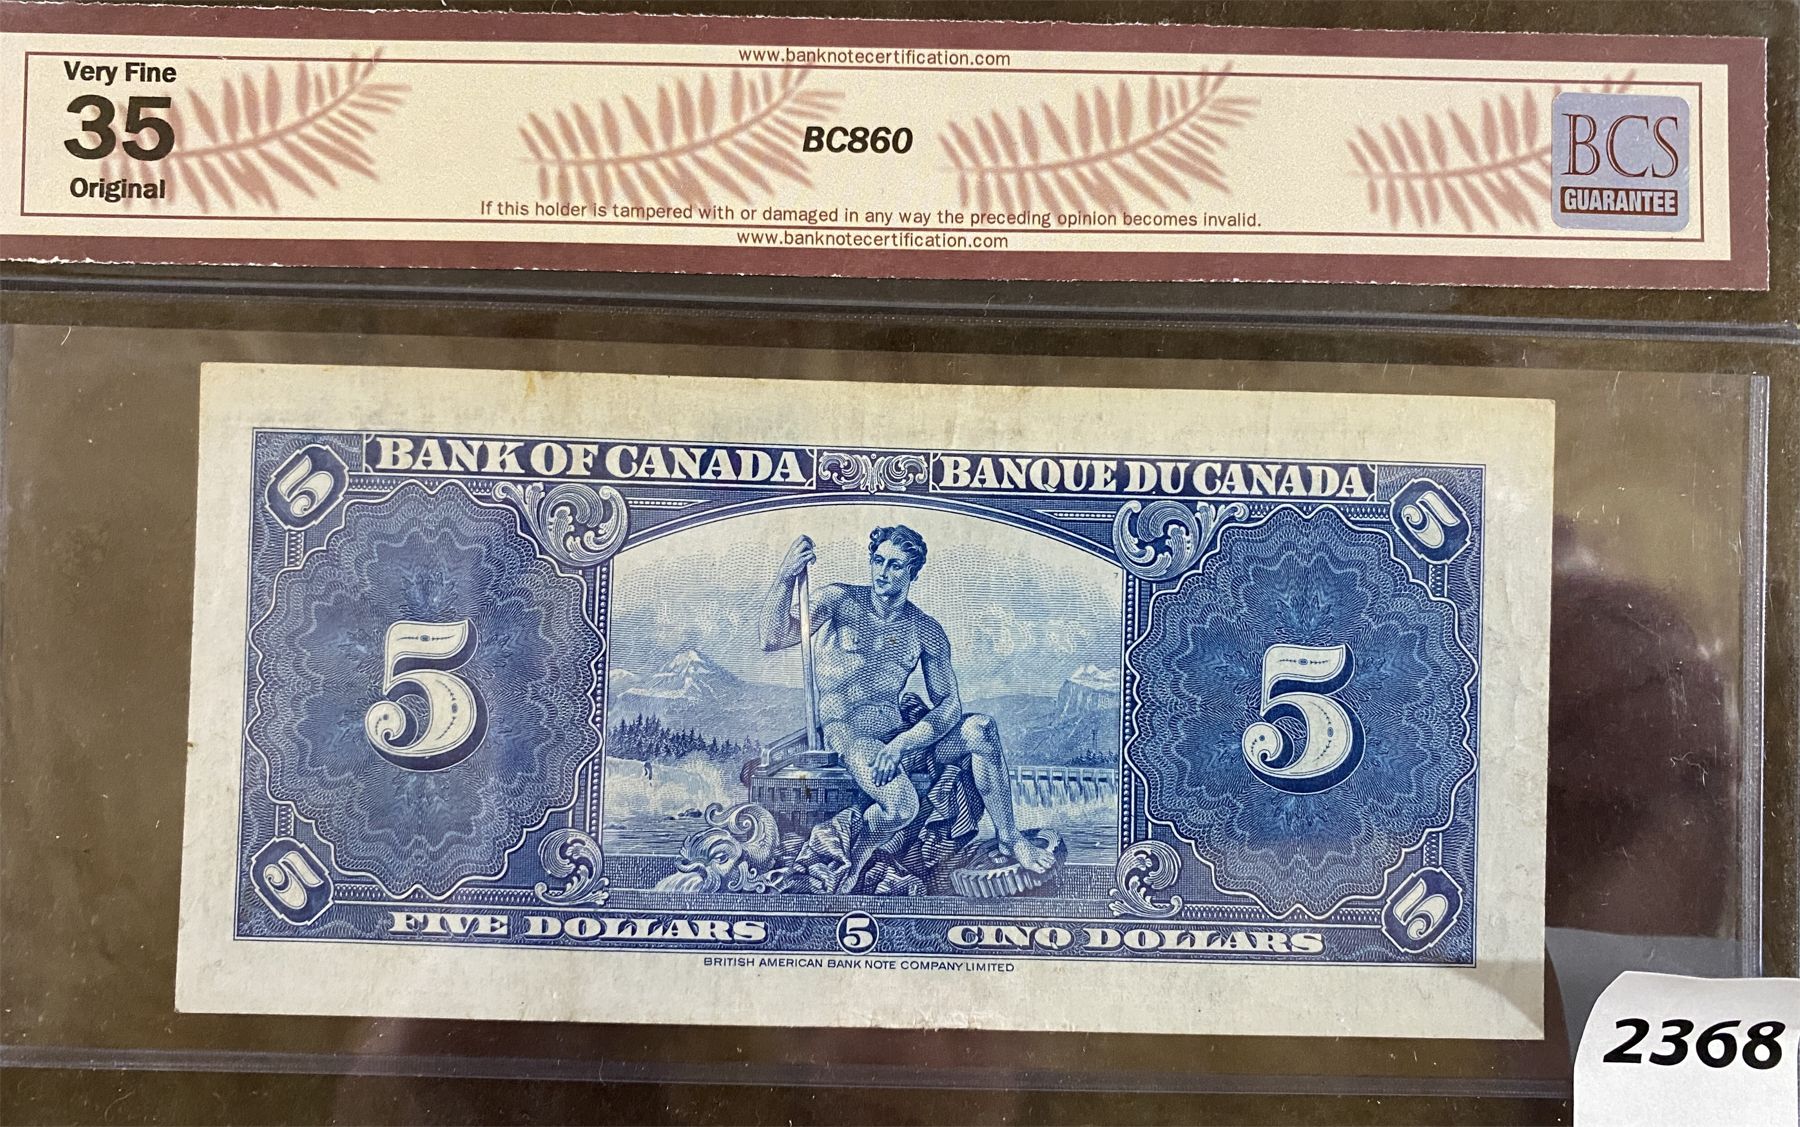 www.banknotecertification.com
Very Fine
35
Original
BC860
BCS
GUARANTEE
If this holder is tampered with or damaged in any way the preceding opinion becomes invalid.
www.banknotecertification.com
5 BANK OF CANADA BANQUE DU CANADA 5
7
5 5
5 FIVE DOLLARS 5 CINQ DOLLARS 5
BRITISH AMERICAN BANK NOTE COMPANY LIMITED
2368